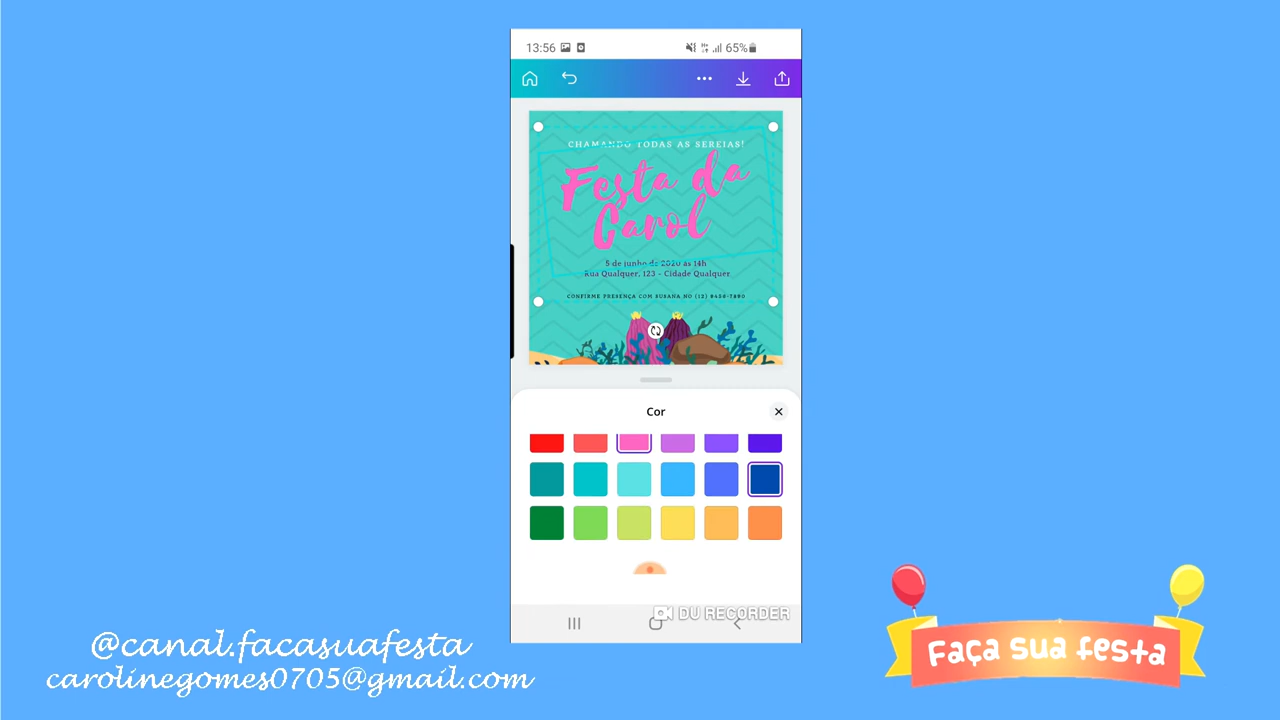 13:56
65%
CHAMANDO TODAS AS SEREIAS!
Festa da
Carol
5 de junho de 2020 às 14h
Rua Qualquer, 123 - Cidade Qualquer
CONFIRME PRESENÇA COM SUSANA NO (12) 3456-7890
Cor
DU RECORDER
@canal.facasuafesta
carolinegomes0705@gmail.com
Faça sua festa